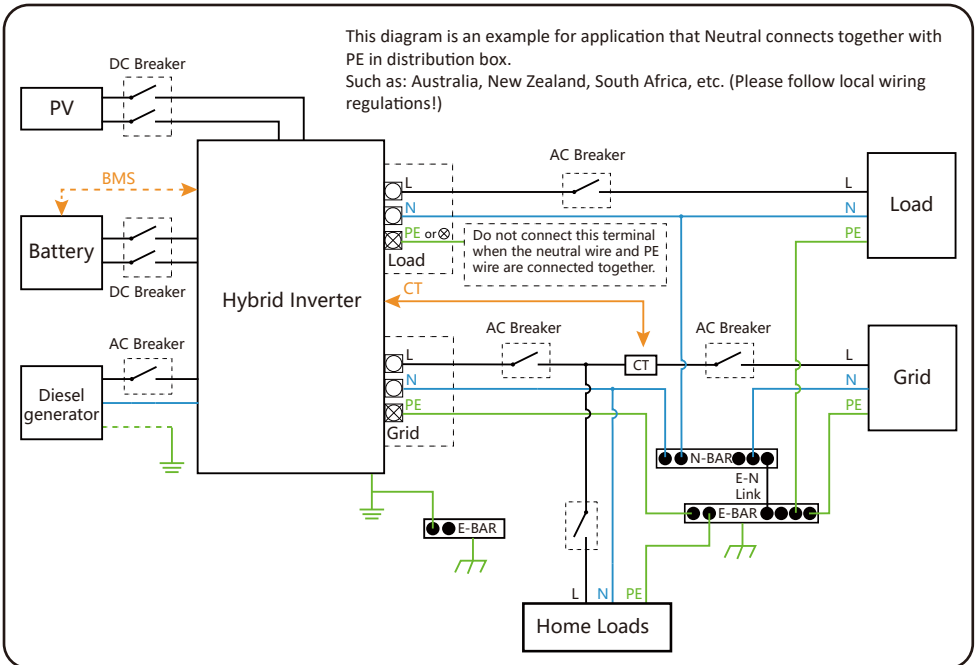 This diagram is an example for application that Neutral connects together with
PE in distribution box.
Such as: Australia, New Zealand, South Africa, etc. (Please follow local wiring
regulations!)
DC Breaker
PV
BMS
Battery
DC Breaker
AC Breaker
Diesel
generator
Hybrid Inverter
L
N
PE or
Load
Do not connect this terminal
when the neutral wire and PE
wire are connected together.
AC Breaker
L
N
PE
Load
CT
AC Breaker
CT
AC Breaker
L
N
PE
Grid
L
N
PE
Grid
N-BAR
E-N
Link
E-BAR
E-BAR
L N PE
Home Loads